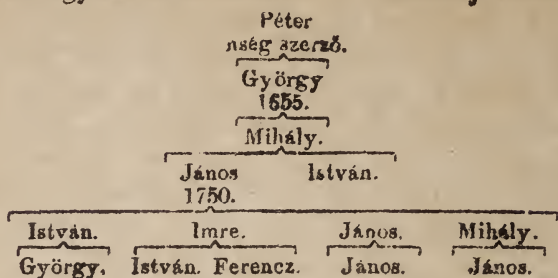 Péter
nség szerző.
György
1655.
Mihály.
János István.
1750.
István. Imre. János. Mihály.
György. István. Ferencz. János. János.